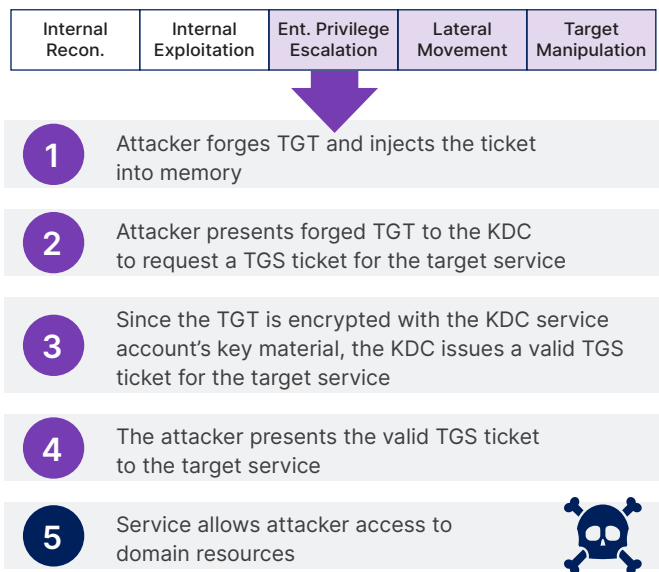 Internal Recon.
Internal Exploitation
Ent. Privilege Escalation
Lateral Movement
Target Manipulation
1
Attacker forges TGT and injects the ticket
into memory
2
Attacker presents forged TGT to the KDC
to request a TGS ticket for the target service
3
Since the TGT is encrypted with the KDC service
account’s key material, the KDC issues a valid TGS
ticket for the target service
4
The attacker presents the valid TGS ticket
to the target service
5
Service allows attacker access to
domain resources